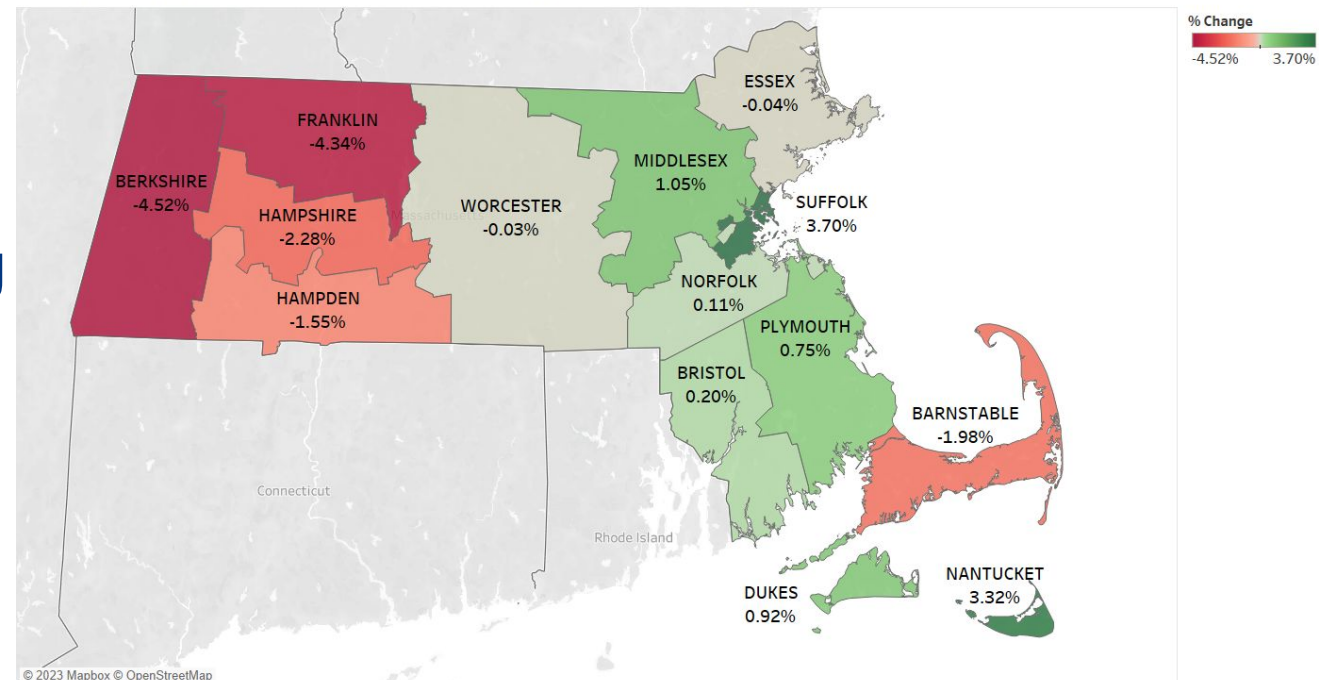 % Change
-4.52% 3.70%
ESSEX
-0.04%
FRANKLIN
-4.34%
MIDDLESEX
1.05%
BERKSHIRE
-4.52%
SUFFOLK
3.70%
HAMPSHIRE
-2.28%
Massachusetts
WORCESTER
-0.03%
NORFOLK
0.11%
HAMPDEN
-1.55%
PLYMOUTH
0.75%
BRISTOL
0.20%
BARNSTABLE
-1.98%
Connecticut
Rhode Island
DUKES
0.92%
NANTUCKET
3.32%
© 2023 Mapbox © OpenStreetMap